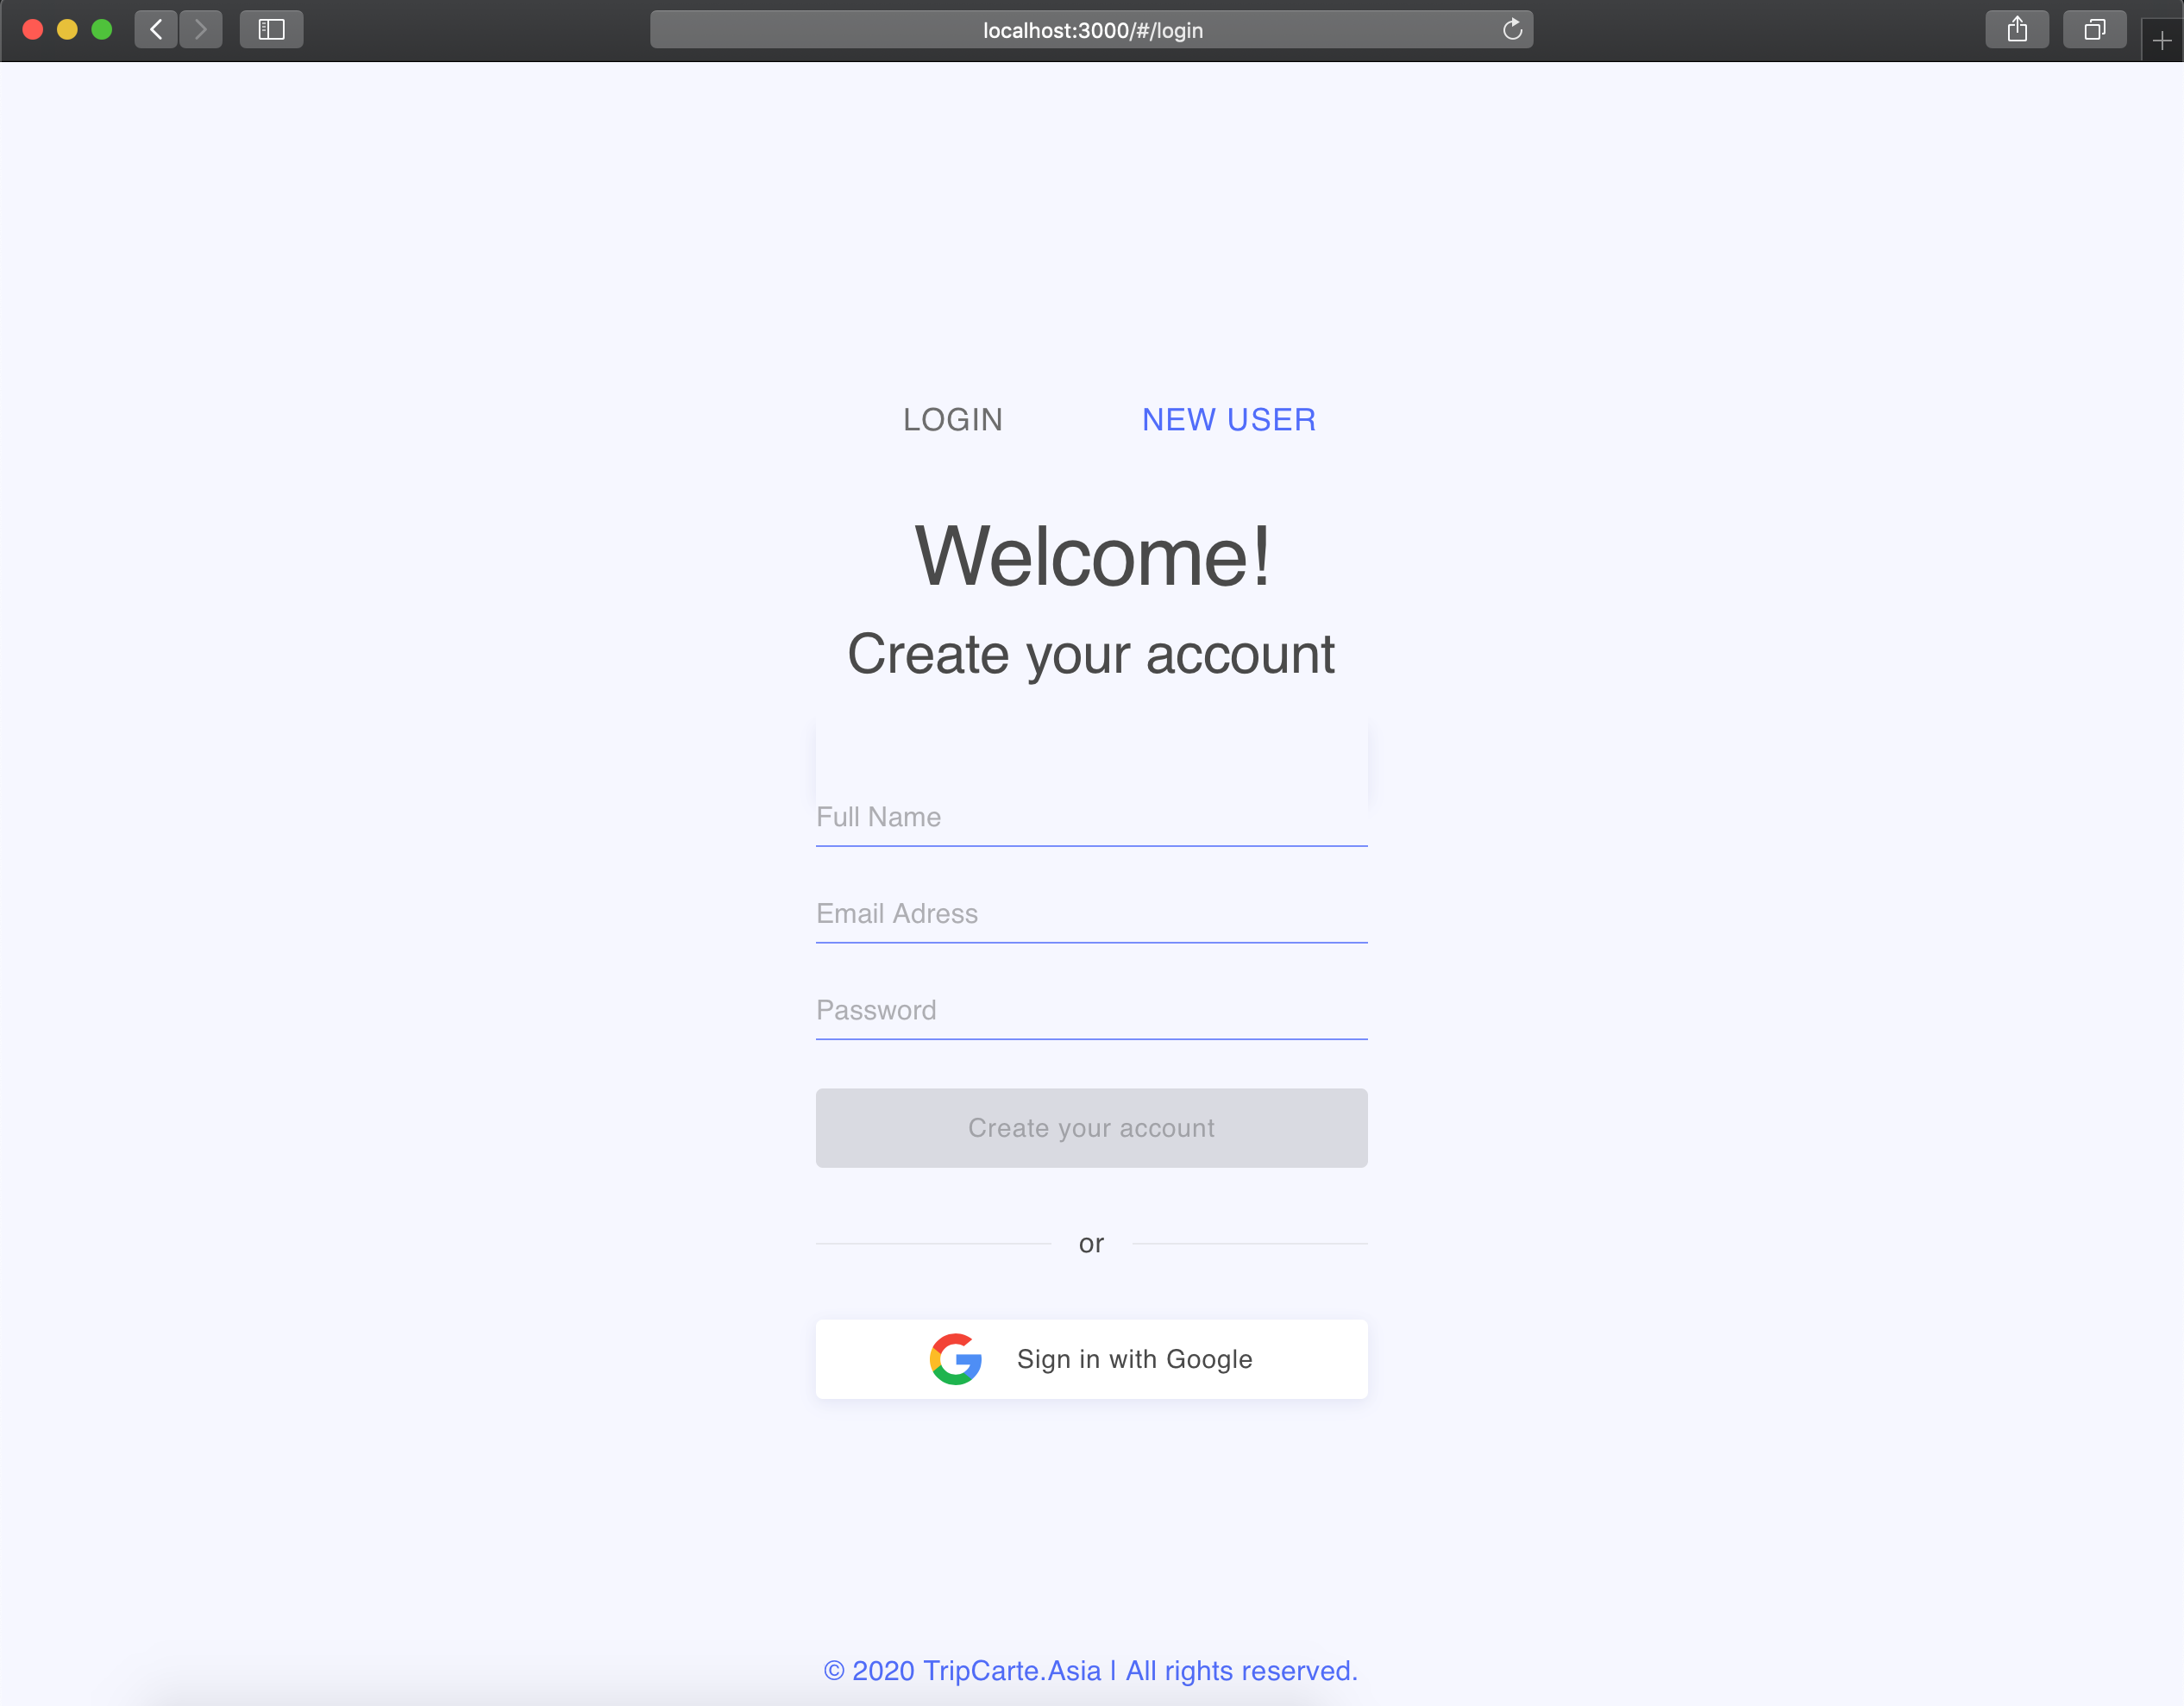 localhost:3000/#/login
LOGIN NEW USER
Welcome!
Create your account
Full Name
Email Adress
Password
Create your account
or
Sign in with Google
© 2020 TripCarte.Asia | All rights reserved.